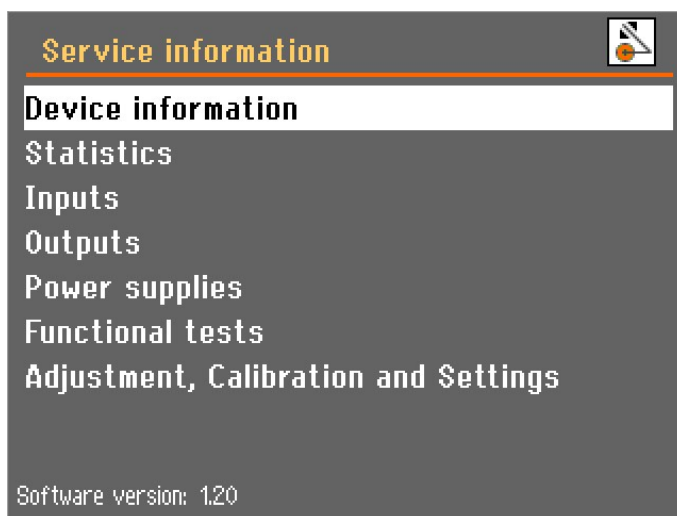 Service information
Device information
Statistics
Inputs
Outputs
Power supplies
Functional tests
Adjustment, Calibration and Settings
Software version: 1.20